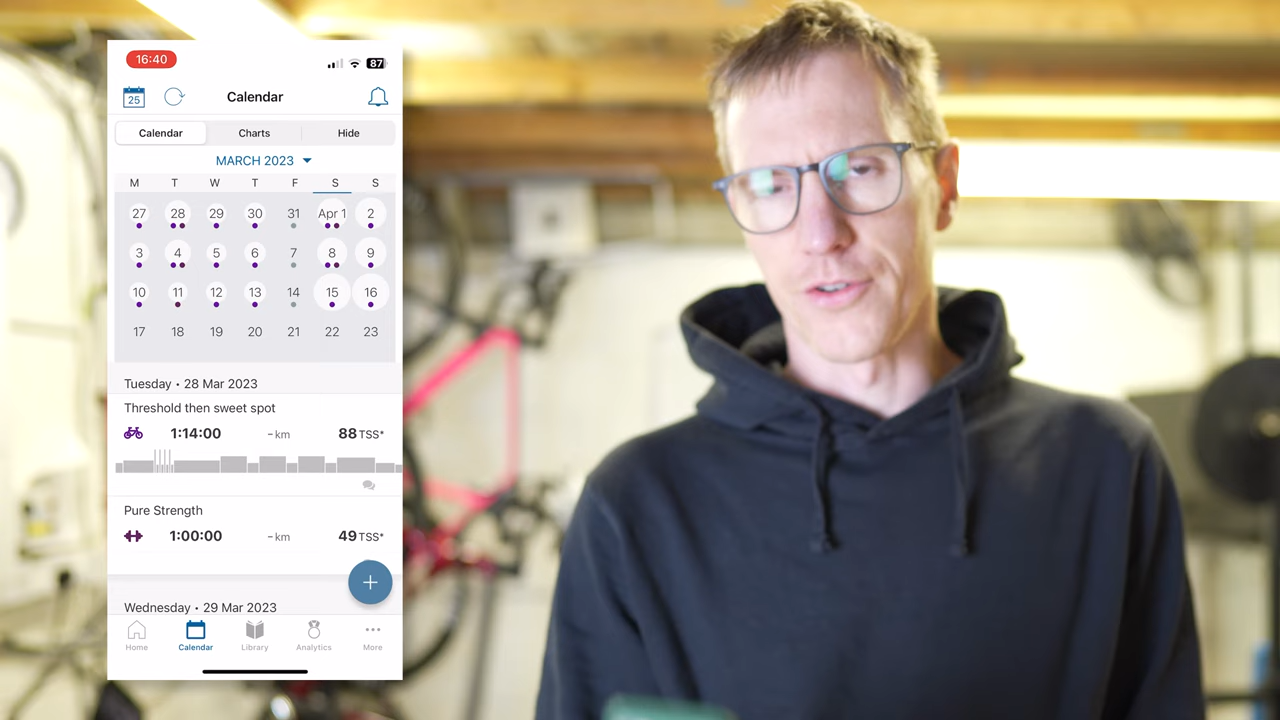 16:40
87
25
Calendar
Calendar Charts Hide
MARCH 2023
M T W T F S S
27 28 29 30 31 Apr 1 2
3 4 5 6 7 8 9
10 11 12 13 14 15 16
17 18 19 20 21 22 23
Tuesday • 28 Mar 2023
Threshold then sweet spot
1:14:00 - km 88 TSS*
Pure Strength
1:00:00 - km 49 TSS*
+
Wednesday • 29 Mar 2023
Home Calendar Library Analytics More